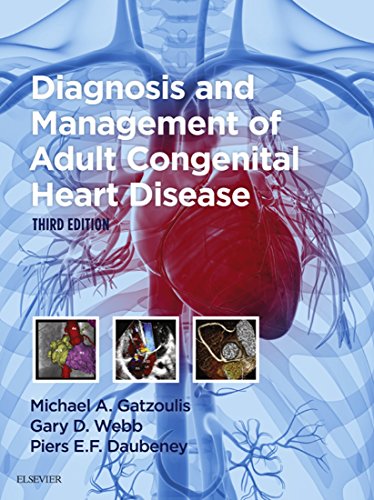 Diagnosis and
Management of
Adult Congenital
Heart Disease
THIRD EDITION
Michael A. Gatzoulis
Gary D. Webb
Piers E.F. Daubeney
ELSEVIER